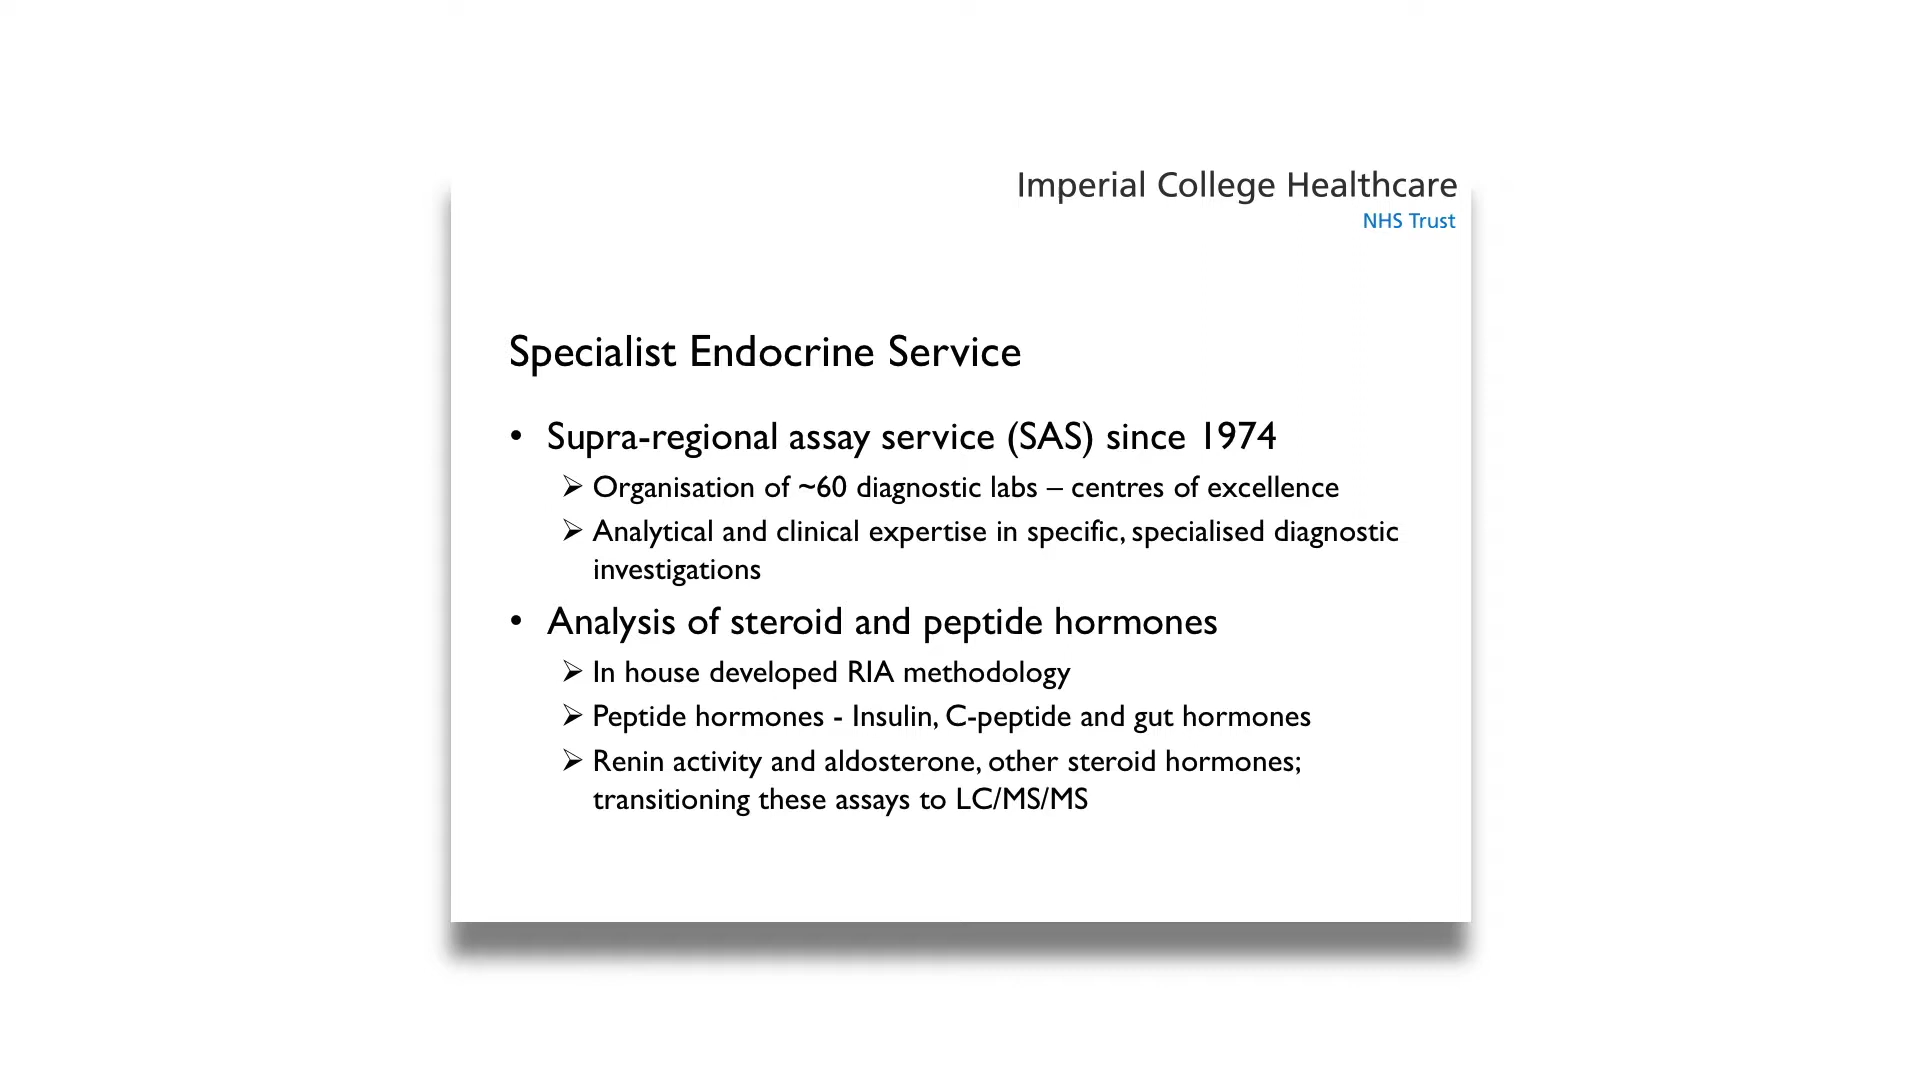 Imperial College Healthcare
NHS Trust
Specialist Endocrine Service
• Supra-regional assay service (SAS) since 1974
➢ Organisation of ~60 diagnostic labs – centres of excellence
➢ Analytical and clinical expertise in specific, specialised diagnostic
investigations
• Analysis of steroid and peptide hormones
➢ In house developed RIA methodology
➢ Peptide hormones - Insulin, C-peptide and gut hormones
➢ Renin activity and aldosterone, other steroid hormones;
transitioning these assays to LC/MS/MS